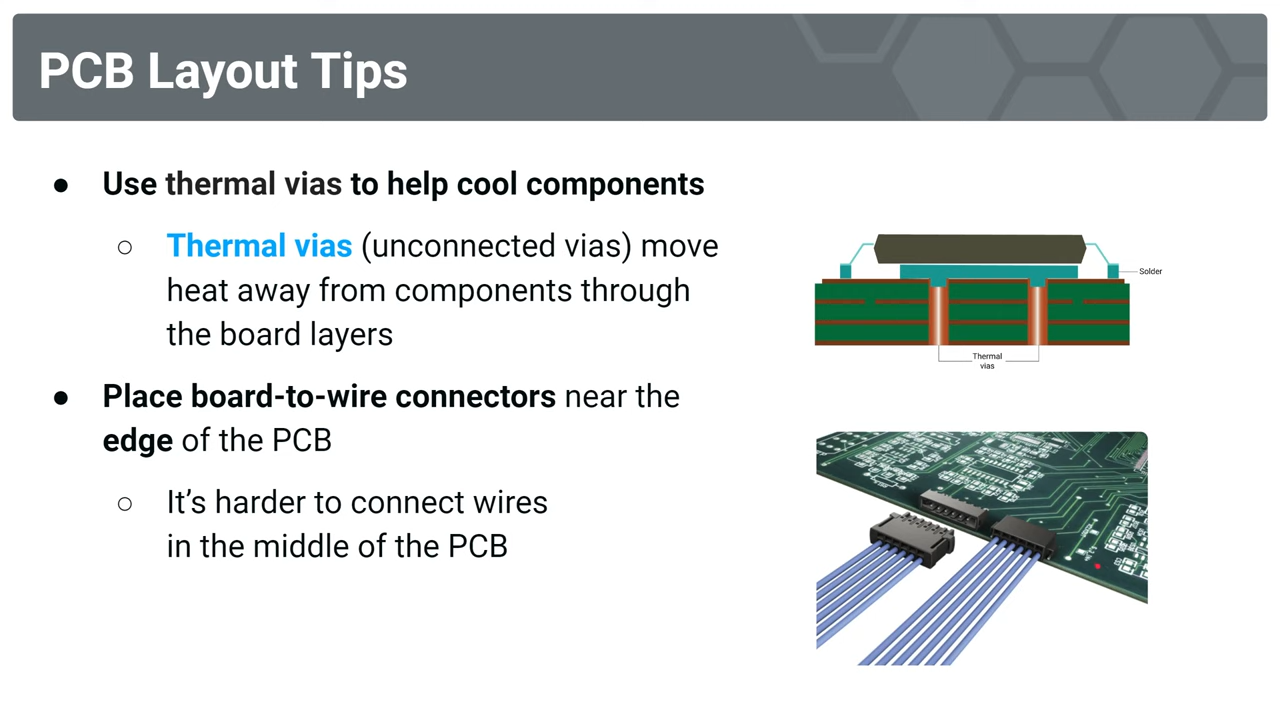 PCB Layout Tips
● Use thermal vias to help cool components
○ Thermal vias (unconnected vias) move
heat away from components through
the board layers
● Place board-to-wire connectors near the
edge of the PCB
○ It’s harder to connect wires
in the middle of the PCB
Solder
Thermal
vias